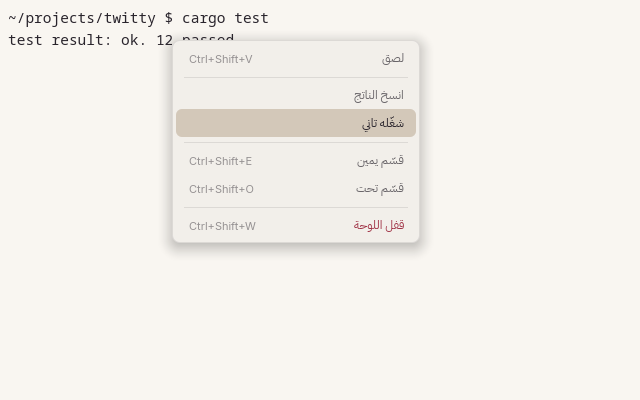 ~/projects/twitty $ cargo test
test result: ok. 12 passed
لصق Ctrl+Shift+V
انسخ الناتج
شغّله تاني
قسّم يمين Ctrl+Shift+E
قسّم تحت Ctrl+Shift+O
قفل اللوحة Ctrl+Shift+W